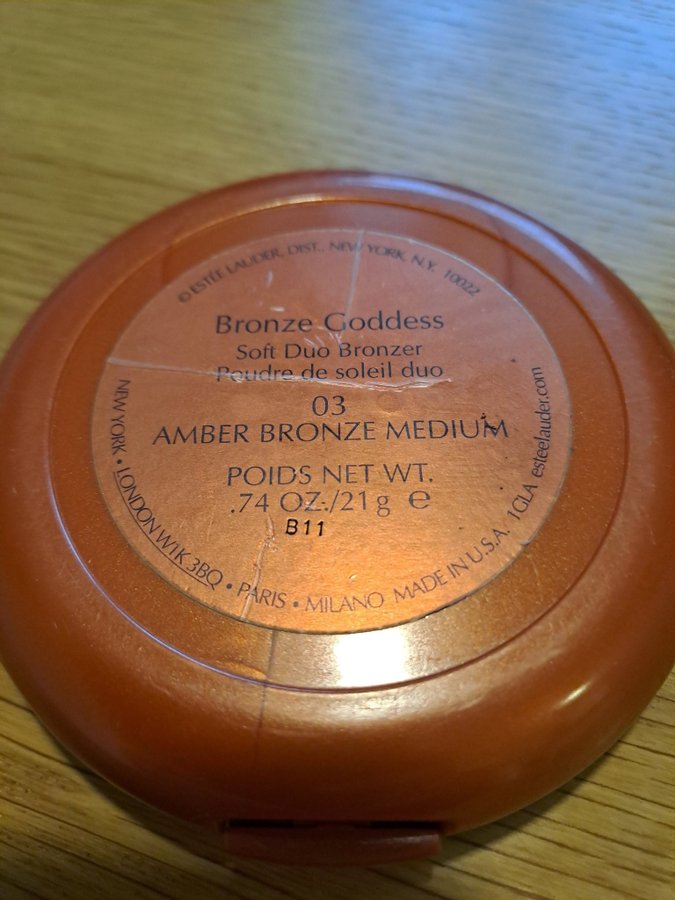 © ESTĒE LAUDER, DIST., NEW YORK, N.Y. 10022
Bronze Goddess
Soft Duo Bronzer
Poudre de soleil duo
03
AMBER BRONZE MEDIUM
POIDS NET WT.
.74 OZ./21g ℮
B11
NEW YORK • LONDON W1K 3BQ • PARIS • MILANO MADE IN U.S.A. 1GLA esteelauder.com